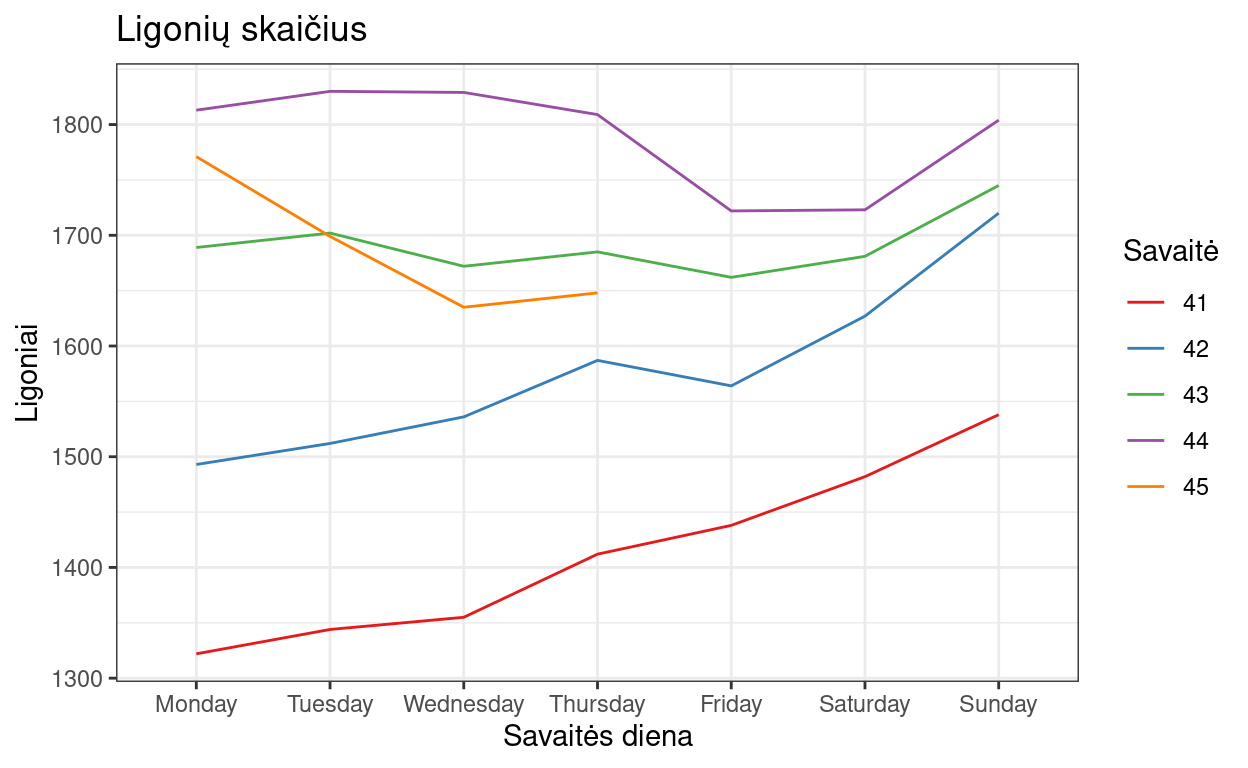 Ligonių skaičius
Ligoniai
1800
1700
1600
1500
1400
1300
Monday Tuesday Wednesday Thursday Friday Saturday Sunday
Savaitės diena
Savaitė
41
42
43
44
45